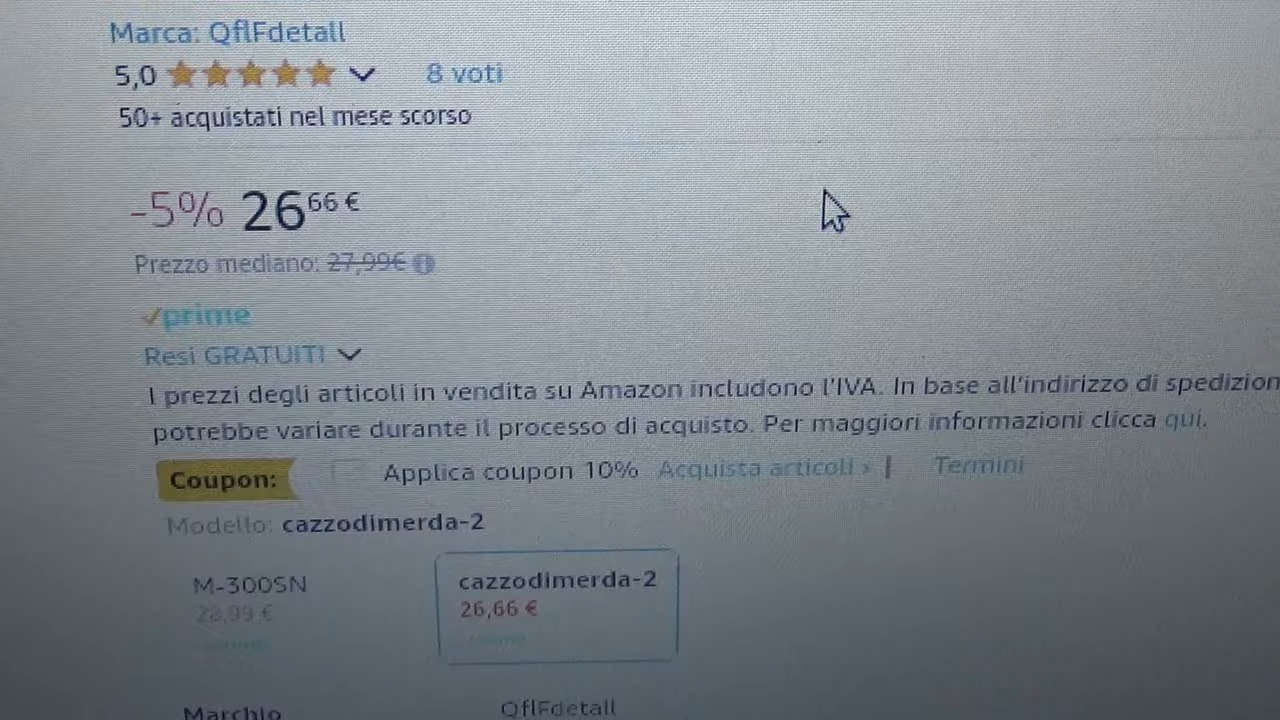 Marca: QflFdetall
5,0 8 voti
50+ acquistati nel mese scorso
-5% 26 66 €
Prezzo mediano: 27,99€
prime
Resi GRATUITI
I prezzi degli articoli in vendita su Amazon includono l'IVA. In base all'indirizzo di spedizion
potrebbe variare durante il processo di acquisto. Per maggiori informazioni clicca qui.
Coupon: Applica coupon 10% Acquista articoli › | Termini
Modello: cazzodimerda-2
M-300SN cazzodimerda-2
28,99 € 26,66 €
Marchio QflFdetall